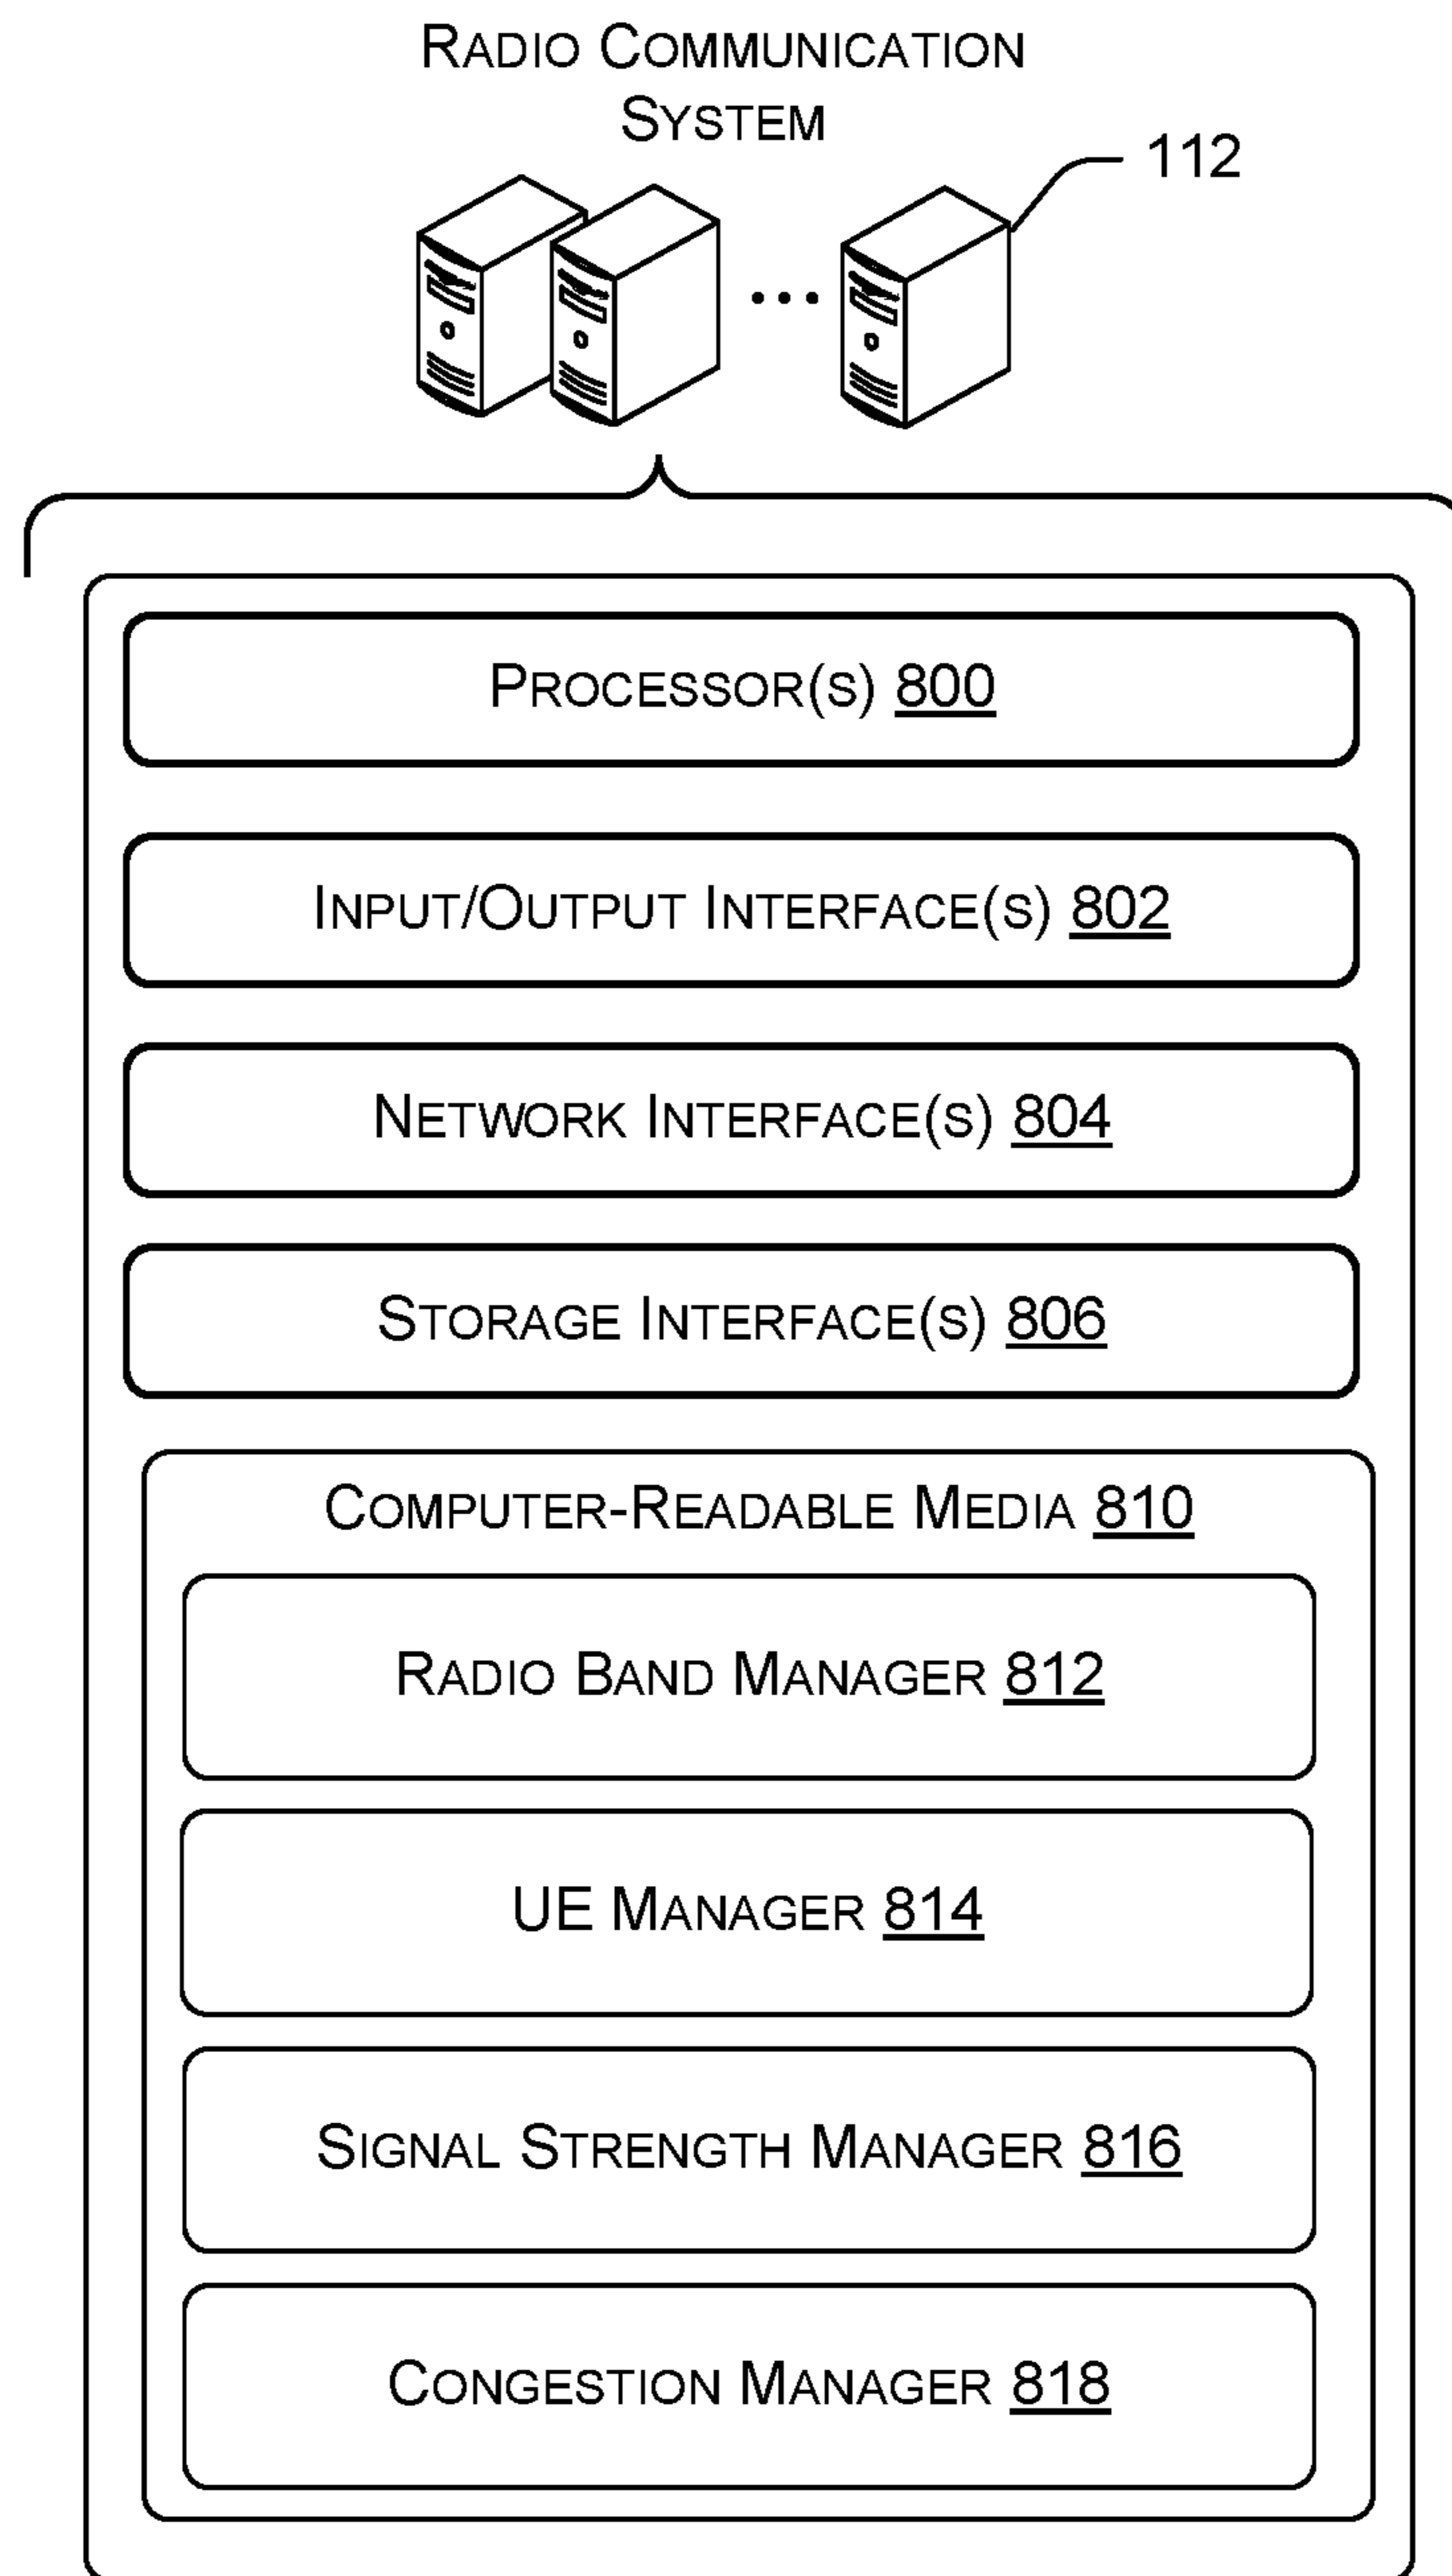 RADIO COMMUNICATION
SYSTEM
112
PROCESSOR(S) 800
INPUT/OUTPUT INTERFACE(S) 802
NETWORK INTERFACE(S) 804
STORAGE INTERFACE(S) 806
COMPUTER-READABLE MEDIA 810
RADIO BAND MANAGER 812
UE MANAGER 814
SIGNAL STRENGTH MANAGER 816
CONGESTION MANAGER 818